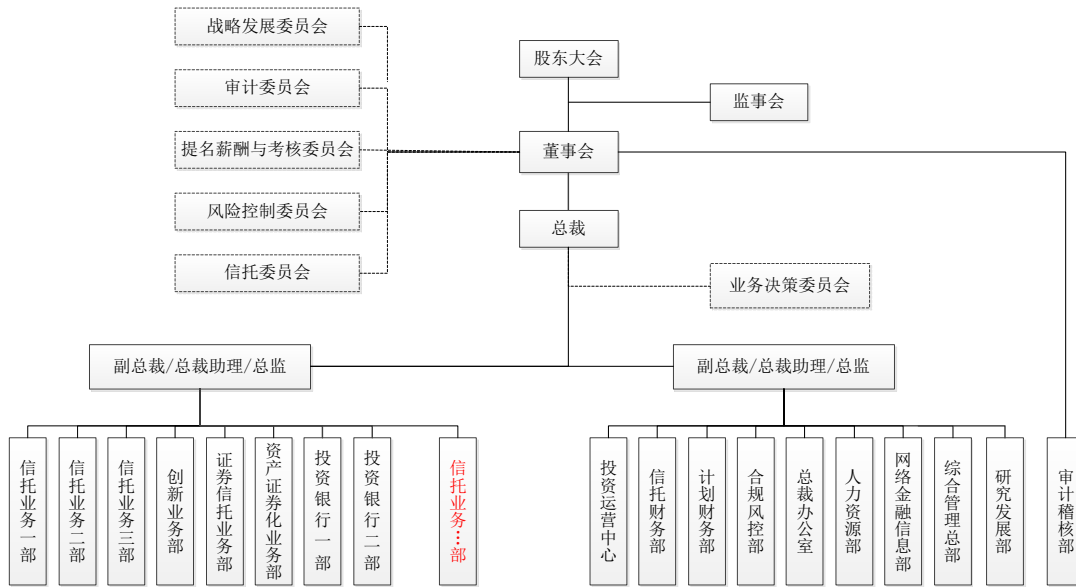 战略发展委员会
股东大会
审计委员会
监事会
提名薪酬与考核委员会
董事会
风险控制委员会
总裁
信托委员会
业务决策委员会
副总裁/总裁助理/总监
副总裁/总裁助理/总监
信托业务一部
信托业务二部
信托业务三部
创新业务部
证券信托业务部
资产证券化业务部
投资银行一部
投资银行二部
信托业务…部
投资运营中心
信托财务部
计划财务部
合规风控部
总裁办公室
人力资源部
网络金融信息部
综合管理总部
研究发展部
审计稽核部